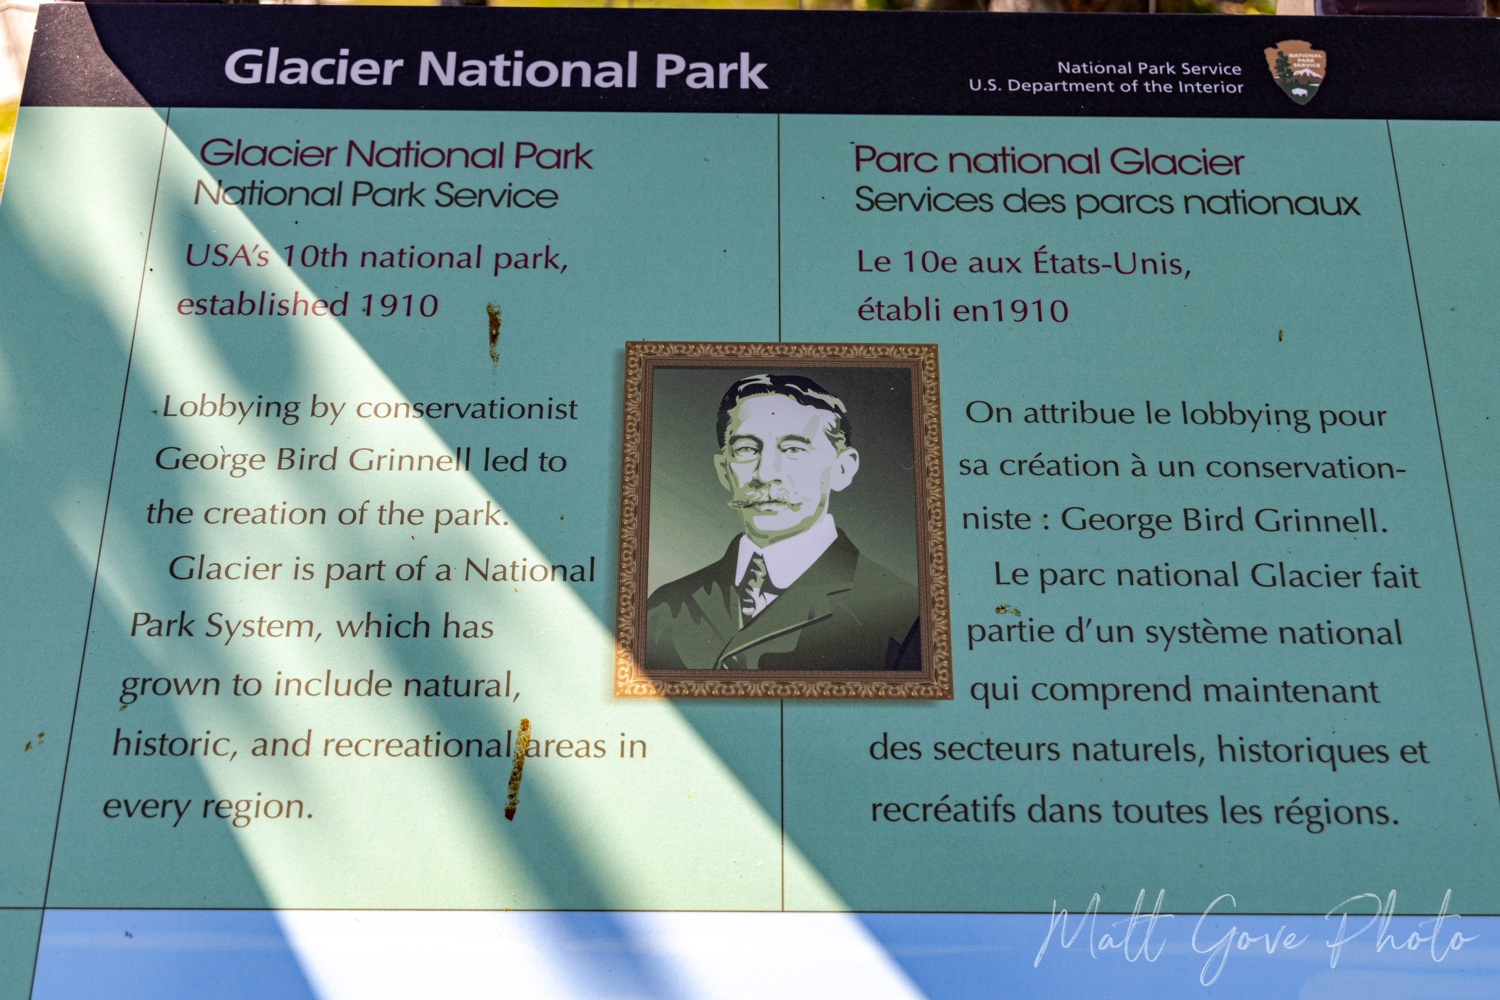 Glacier National Park
National Park Service
U.S. Department of the Interior
NATIONAL
PARK
SERVICE
Glacier National Park
National Park Service
USA's 10th national park,
established 1910
Lobbying by conservationist
George Bird Grinnell led to
the creation of the park.
Glacier is part of a National
Park System, which has
grown to include natural,
historic, and recreational areas in
every region.
Parc national Glacier
Services des parcs nationaux
Le 10e aux États-Unis,
établi en1910
On attribue le lobbying pour
sa création à un conservation-
niste : George Bird Grinnell.
Le parc national Glacier fait
partie d'un système national
qui comprend maintenant
des secteurs naturels, historiques et
recréatifs dans toutes les régions.
Matt Gove Photo